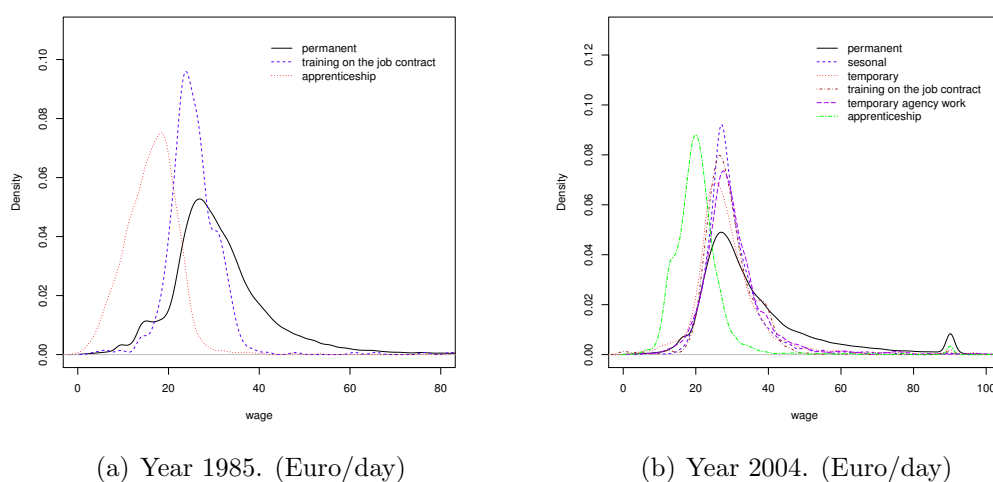 permanent
training on the job contract
apprenticeship
Density
0.00 0.02 0.04 0.06 0.08 0.10
0 20 40 60 80
wage
(a) Year 1985. (Euro/day)
permanent
sesonal
temporary
training on the job contract
temporary agency work
apprenticeship
Density
0.00 0.02 0.04 0.06 0.08 0.10 0.12
0 20 40 60 80 100
wage
(b) Year 2004. (Euro/day)